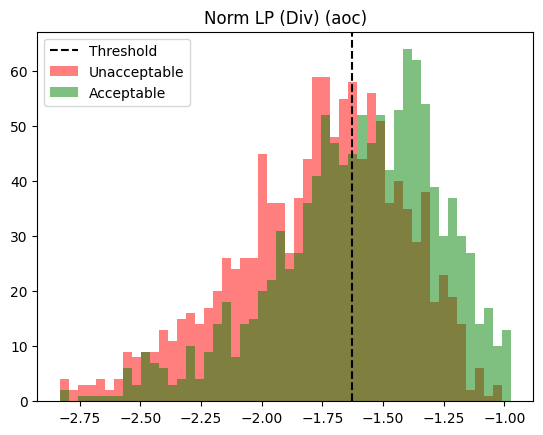 Norm LP (Div) (aoc)
Threshold
Unacceptable
Acceptable
60
50
40
30
20
10
0
−2.75 −2.50 −2.25 −2.00 −1.75 −1.50 −1.25 −1.00